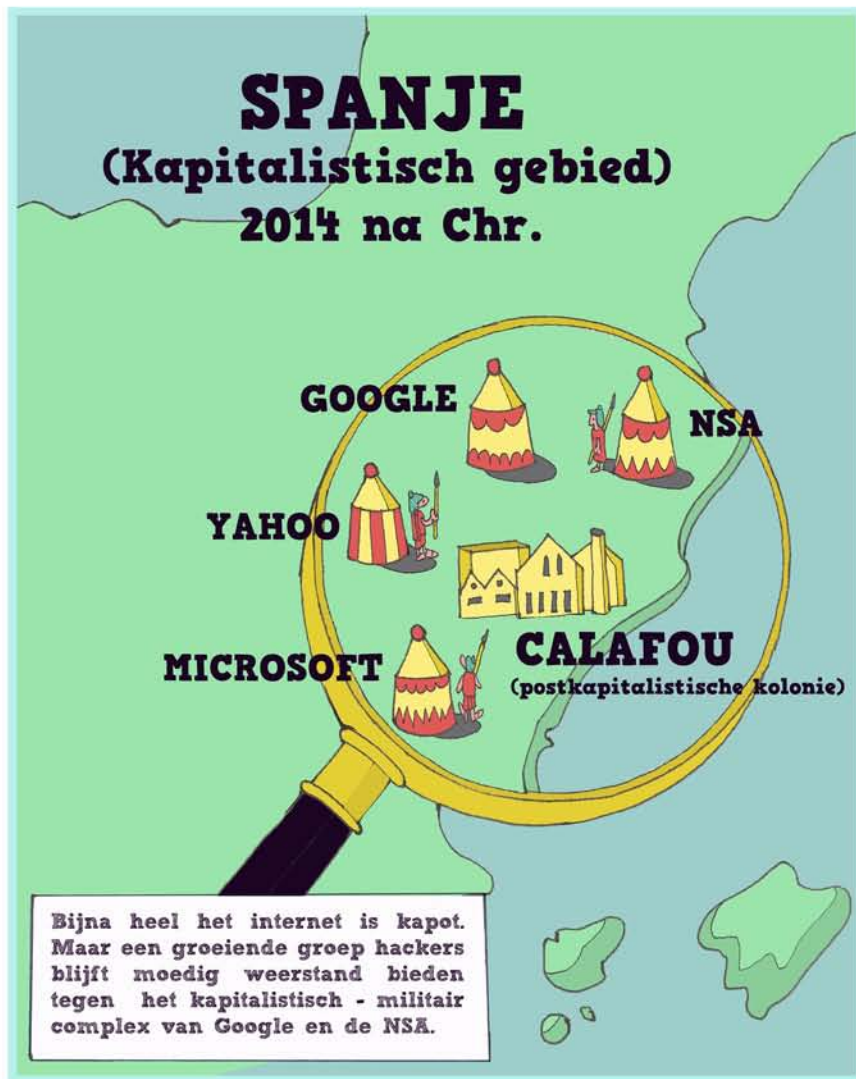 SPANJE
(Kapitalistisch gebied)
2014 na Chr.
GOOGLE
NSA
YAHOO
MICROSOFT
CALAFOU
(postkapitalistische kolonie)
Bijna heel het internet is kapot.
Maar een groeiende groep hackers
blijft moedig weerstand bieden
tegen het kapitalistisch - militair
complex van Google en de NSA.